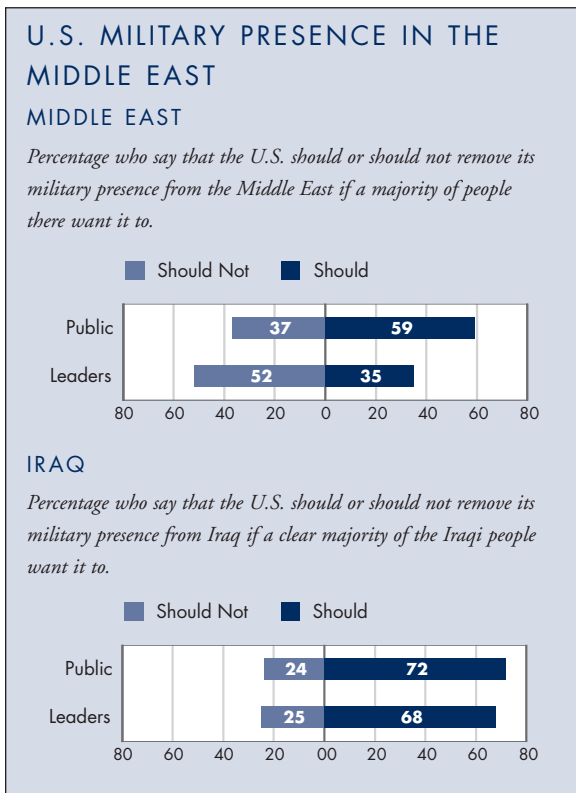 U.S. MILITARY PRESENCE IN THE
MIDDLE EAST
MIDDLE EAST
Percentage who say that the U.S. should or should not remove its
military presence from the Middle East if a majority of people
there want it to.
Should Not Should
Public 37 59
Leaders 52 35
80 60 40 20 0 20 40 60 80
IRAQ
Percentage who say that the U.S. should or should not remove its
military presence from Iraq if a clear majority of the Iraqi people
want it to.
Should Not Should
Public 24 72
Leaders 25 68
80 60 40 20 00 20 40 60 80